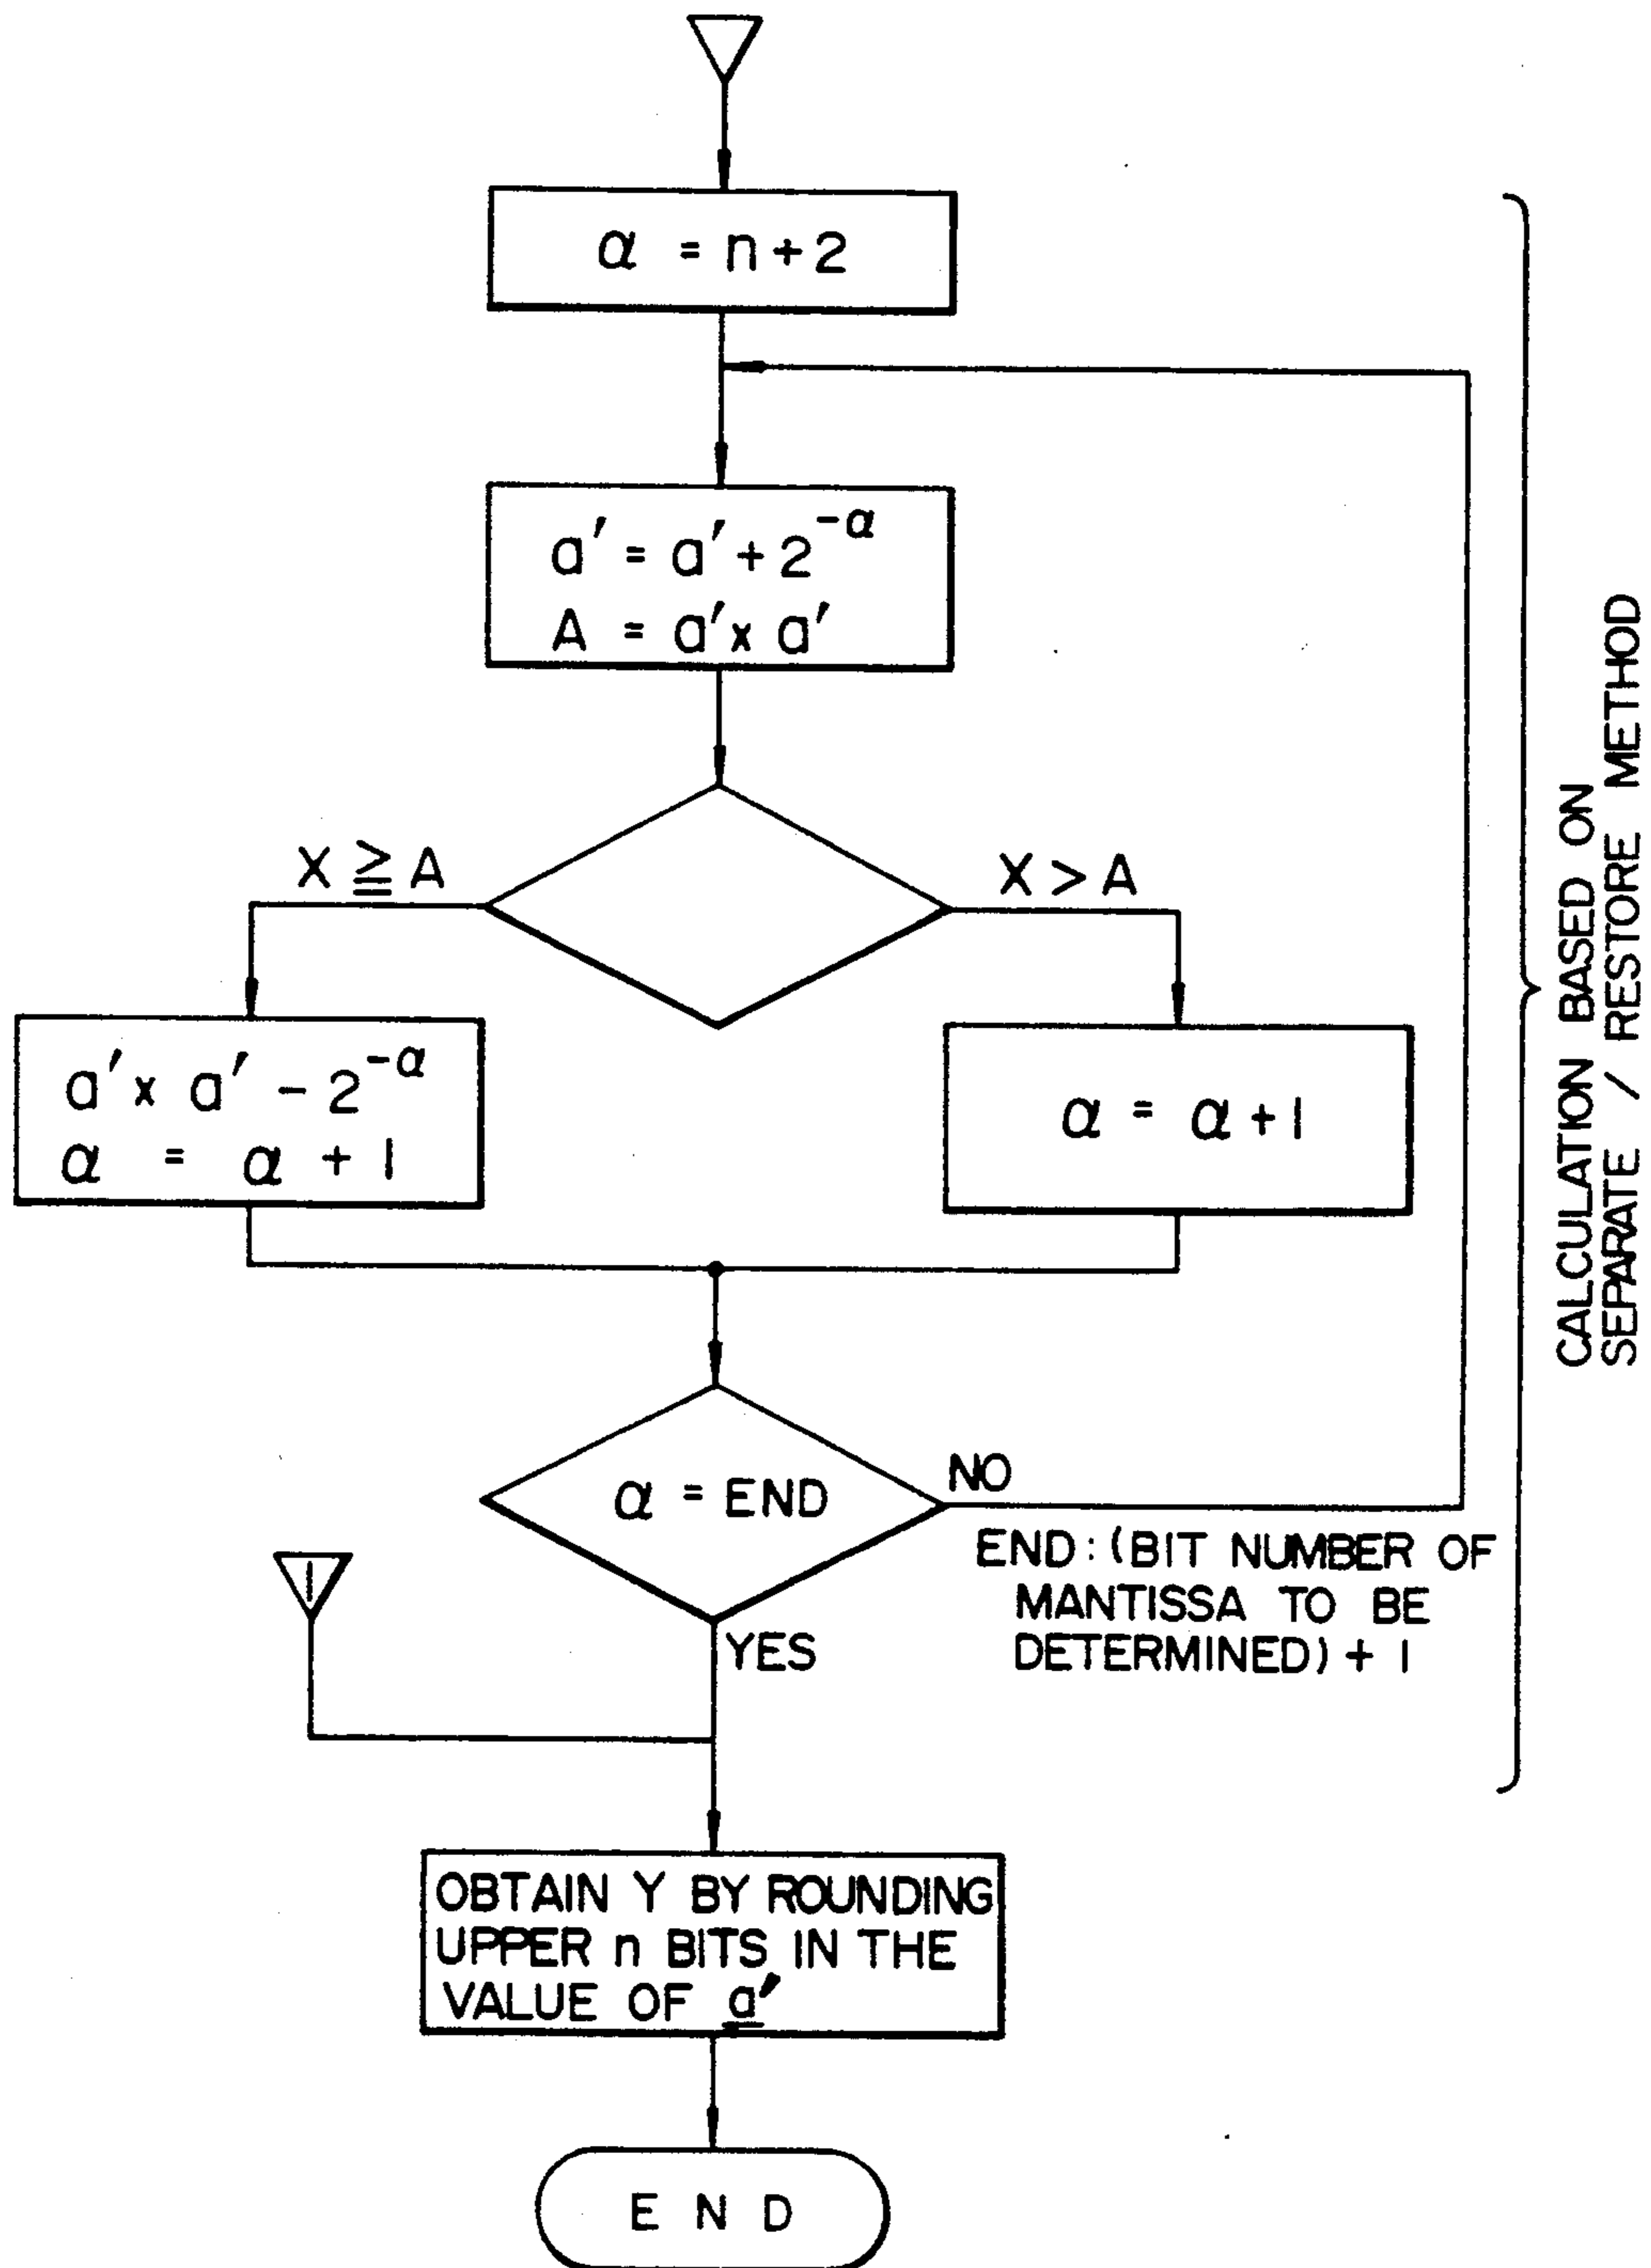 α = n+2
a′ = a′+2^-α
A = a′x a′
X ≧ A
X > A
a′x a′ - 2^-α
α = α + 1
α = α + 1
α = END
NO
END: (BIT NUMBER OF
MANTISSA TO BE
DETERMINED) + 1
YES
1
OBTAIN Y BY ROUNDING
UPPER n BITS IN THE
VALUE OF a′
END
CALCULATION BASED ON
SEPARATE / RESTORE METHOD